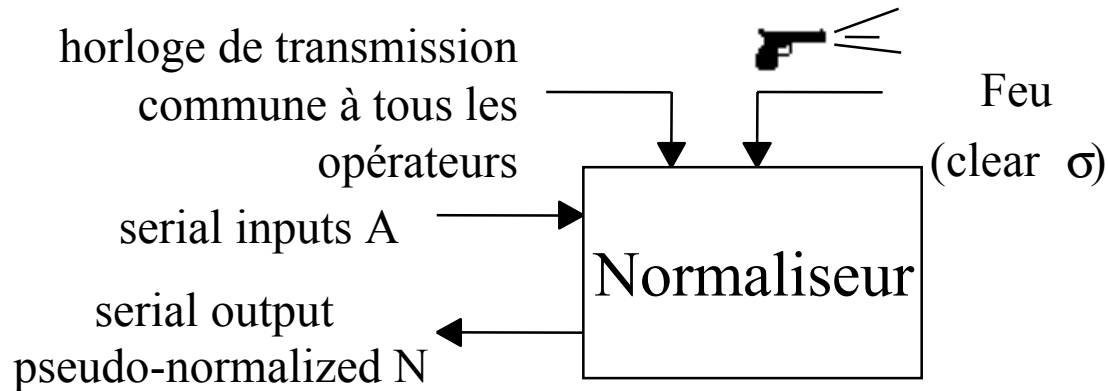 horloge de transmission
commune à tous les
opérateurs
Feu
(clear σ)
serial inputs A
Normaliseur
serial output
pseudo-normalized N